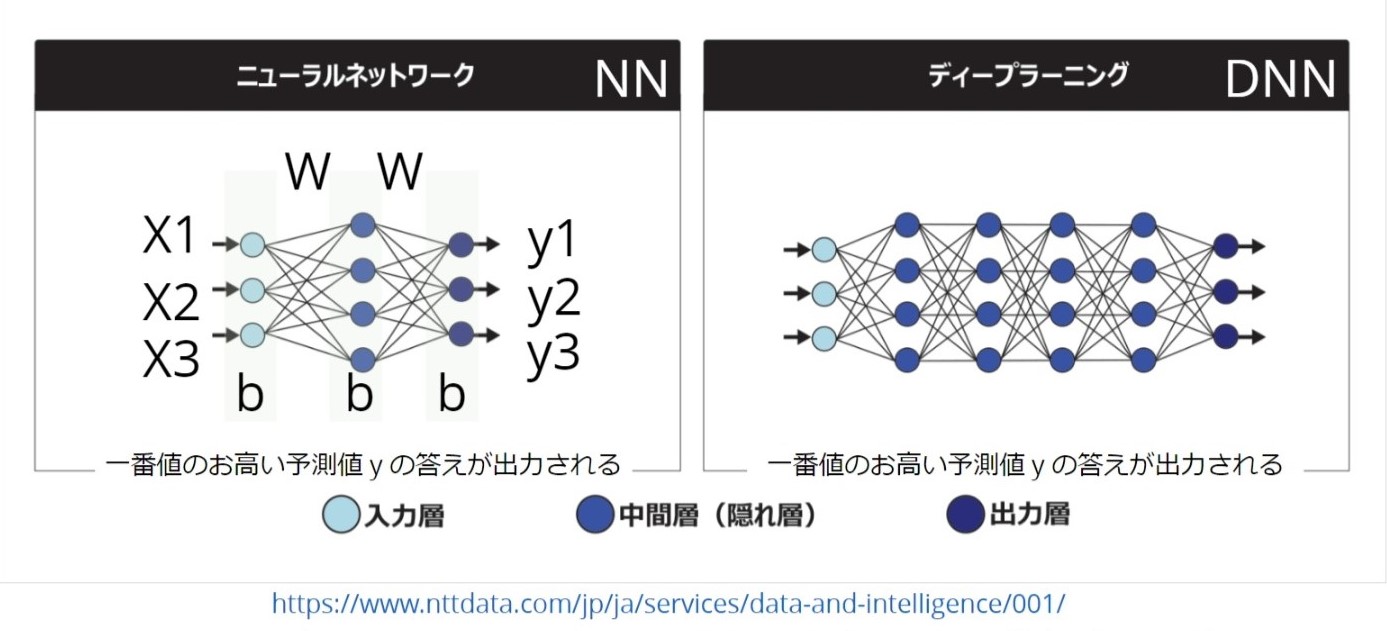 ニューラルネットワーク NN
W W
X1
X2
X3
y1
y2
y3
b b b
一番値のお高い予測値 y の答えが出力される
ディープラーニング DNN
一番値のお高い予測値 y の答えが出力される
入力層 中間層（隠れ層） 出力層
https://www.nttdata.com/jp/ja/services/data-and-intelligence/001/